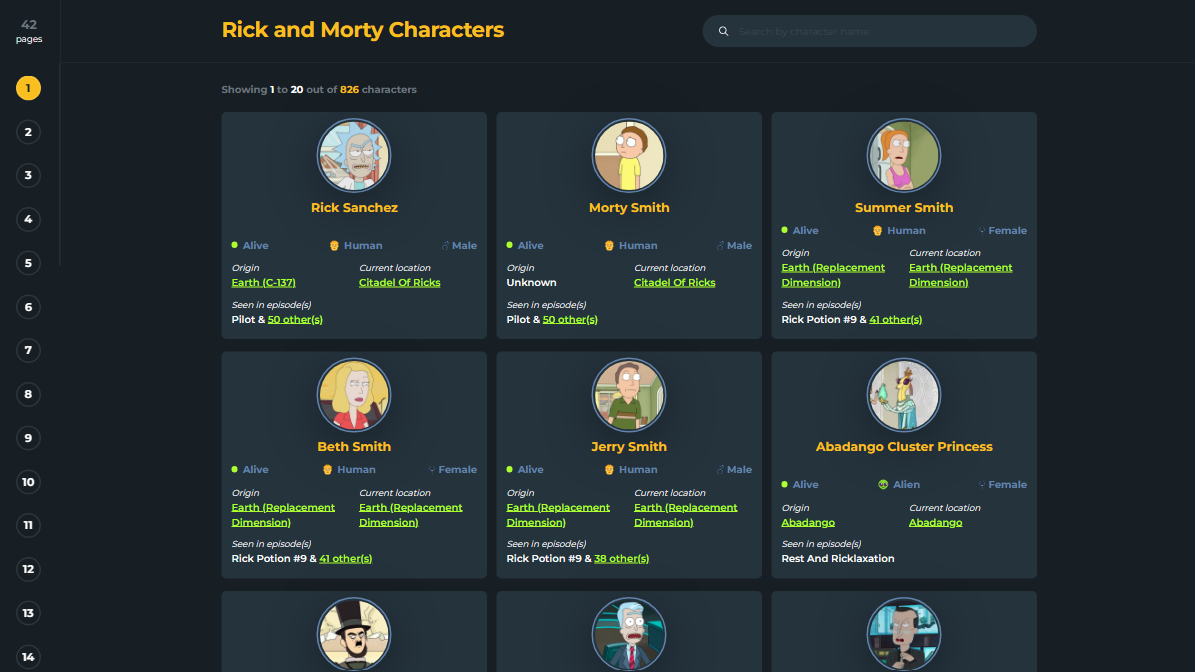 42
pages
1
2
3
4
5
6
7
8
9
10
11
12
13
14
Rick and Morty Characters
Search by character name
Showing 1 to 20 out of 826 characters
Rick Sanchez
Alive Human Male
Origin Current location
Earth (C-137) Citadel Of Ricks
Seen in episode(s)
Pilot & 50 other(s)
Morty Smith
Alive Human Male
Origin Current location
Unknown Citadel Of Ricks
Seen in episode(s)
Pilot & 50 other(s)
Summer Smith
Alive Human Female
Origin Current location
Earth (Replacement Earth (Replacement
Dimension) Dimension)
Seen in episode(s)
Rick Potion #9 & 41 other(s)
Beth Smith
Alive Human Female
Origin Current location
Earth (Replacement Earth (Replacement
Dimension) Dimension)
Seen in episode(s)
Rick Potion #9 & 41 other(s)
Jerry Smith
Alive Human Male
Origin Current location
Earth (Replacement Earth (Replacement
Dimension) Dimension)
Seen in episode(s)
Rick Potion #9 & 38 other(s)
Abadango Cluster Princess
Alive Alien Female
Origin Current location
Abadango Abadango
Seen in episode(s)
Rest And Ricklaxation